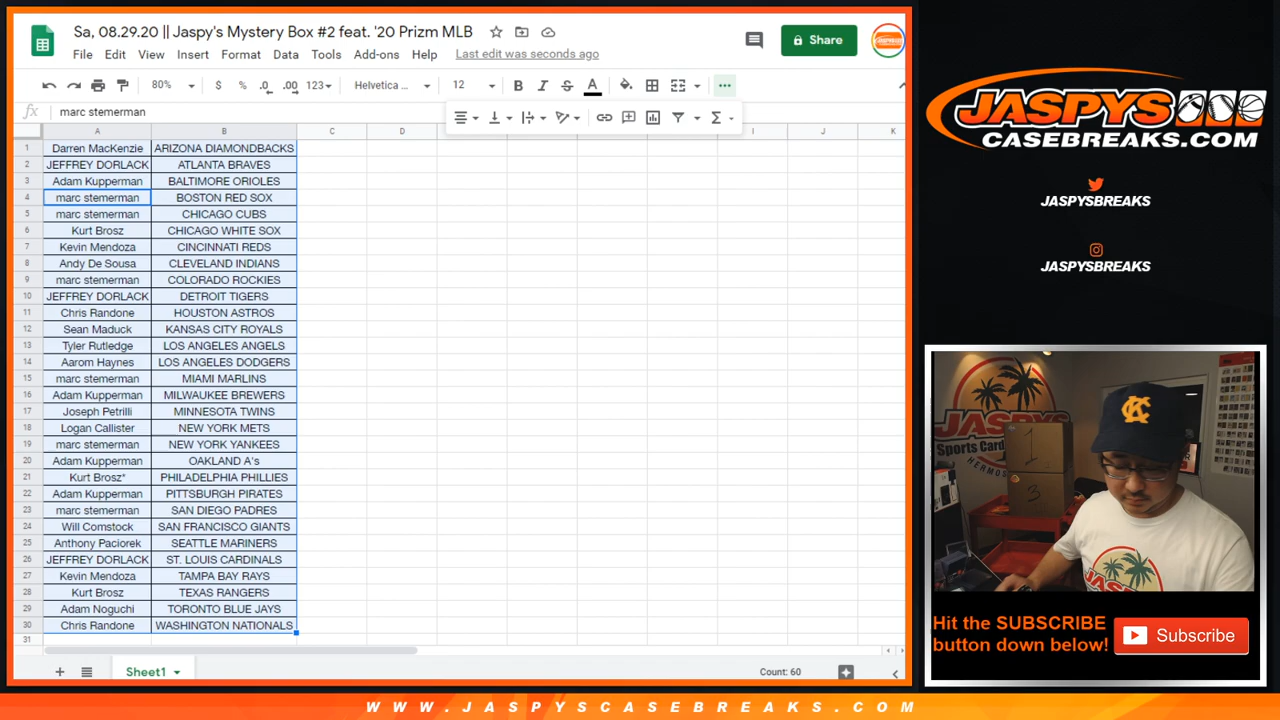 Sa, 08.29.20 || Jaspy's Mystery Box #2 feat. '20 Prizm MLB
Share
File Edit View Insert Format Data Tools Add-ons Help Last edit was seconds ago
80% $ % .0 .00 123 Helvetica ... 12 B I S A
fx marc stemerman
A B C D I J K
1 Darren MacKenzie ARIZONA DIAMONDBACKS
2 JEFFREY DORLACK ATLANTA BRAVES
3 Adam Kupperman BALTIMORE ORIOLES
4 marc stemerman BOSTON RED SOX
5 marc stemerman CHICAGO CUBS
6 Kurt Brosz CHICAGO WHITE SOX
7 Kevin Mendoza CINCINNATI REDS
8 Andy De Sousa CLEVELAND INDIANS
9 marc stemerman COLORADO ROCKIES
10 JEFFREY DORLACK DETROIT TIGERS
11 Chris Randone HOUSTON ASTROS
12 Sean Maduck KANSAS CITY ROYALS
13 Tyler Rutledge LOS ANGELES ANGELS
14 Aarom Haynes LOS ANGELES DODGERS
15 marc stemerman MIAMI MARLINS
16 Adam Kupperman MILWAUKEE BREWERS
17 Joseph Petrilli MINNESOTA TWINS
18 Logan Callister NEW YORK METS
19 marc stemerman NEW YORK YANKEES
20 Adam Kupperman OAKLAND A's
21 Kurt Brosz* PHILADELPHIA PHILLIES
22 Adam Kupperman PITTSBURGH PIRATES
23 marc stemerman SAN DIEGO PADRES
24 Will Comstock SAN FRANCISCO GIANTS
25 Anthony Paciorek SEATTLE MARINERS
26 JEFFREY DORLACK ST. LOUIS CARDINALS
27 Kevin Mendoza TAMPA BAY RAYS
28 Kurt Brosz TEXAS RANGERS
29 Adam Noguchi TORONTO BLUE JAYS
30 Chris Randone WASHINGTON NATIONALS
31
Sheet1
Count: 60
JASPYS
CASEBREAKS.COM
JASPYSBREAKS
JASPYSBREAKS
JASPYS
Sports Cards
HERMOS
1
3
KC
JASPYS
Hit the SUBSCRIBE
button down below!
Subscribe
WWW.JASPYSCASEBREAKS.COM